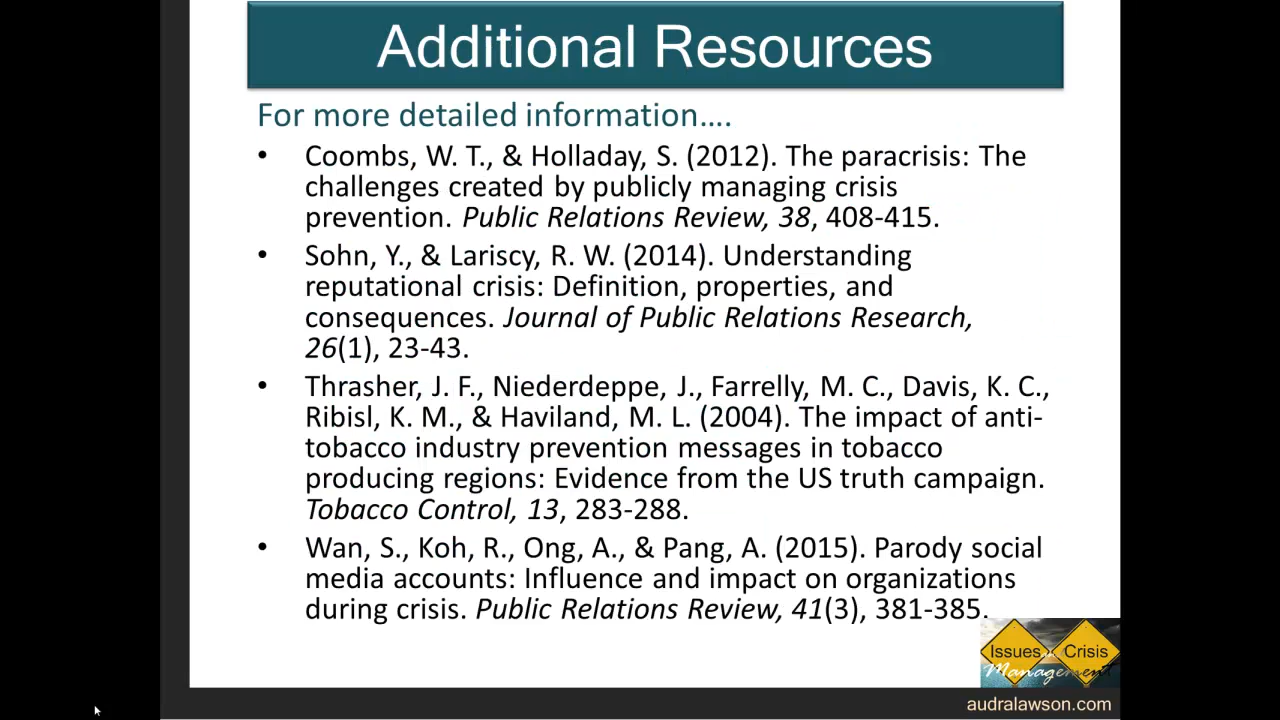 Additional Resources
For more detailed information….
• Coombs, W. T., & Holladay, S. (2012). The paracrisis: The
challenges created by publicly managing crisis
prevention. Public Relations Review, 38, 408-415.
• Sohn, Y., & Lariscy, R. W. (2014). Understanding
reputational crisis: Definition, properties, and
consequences. Journal of Public Relations Research,
26(1), 23-43.
• Thrasher, J. F., Niederdeppe, J., Farrelly, M. C., Davis, K. C.,
Ribisl, K. M., & Haviland, M. L. (2004). The impact of anti-
tobacco industry prevention messages in tobacco
producing regions: Evidence from the US truth campaign.
Tobacco Control, 13, 283-288.
• Wan, S., Koh, R., Ong, A., & Pang, A. (2015). Parody social
media accounts: Influence and impact on organizations
during crisis. Public Relations Review, 41(3), 381-385.
Issues Crisis
Management
audralawson.com